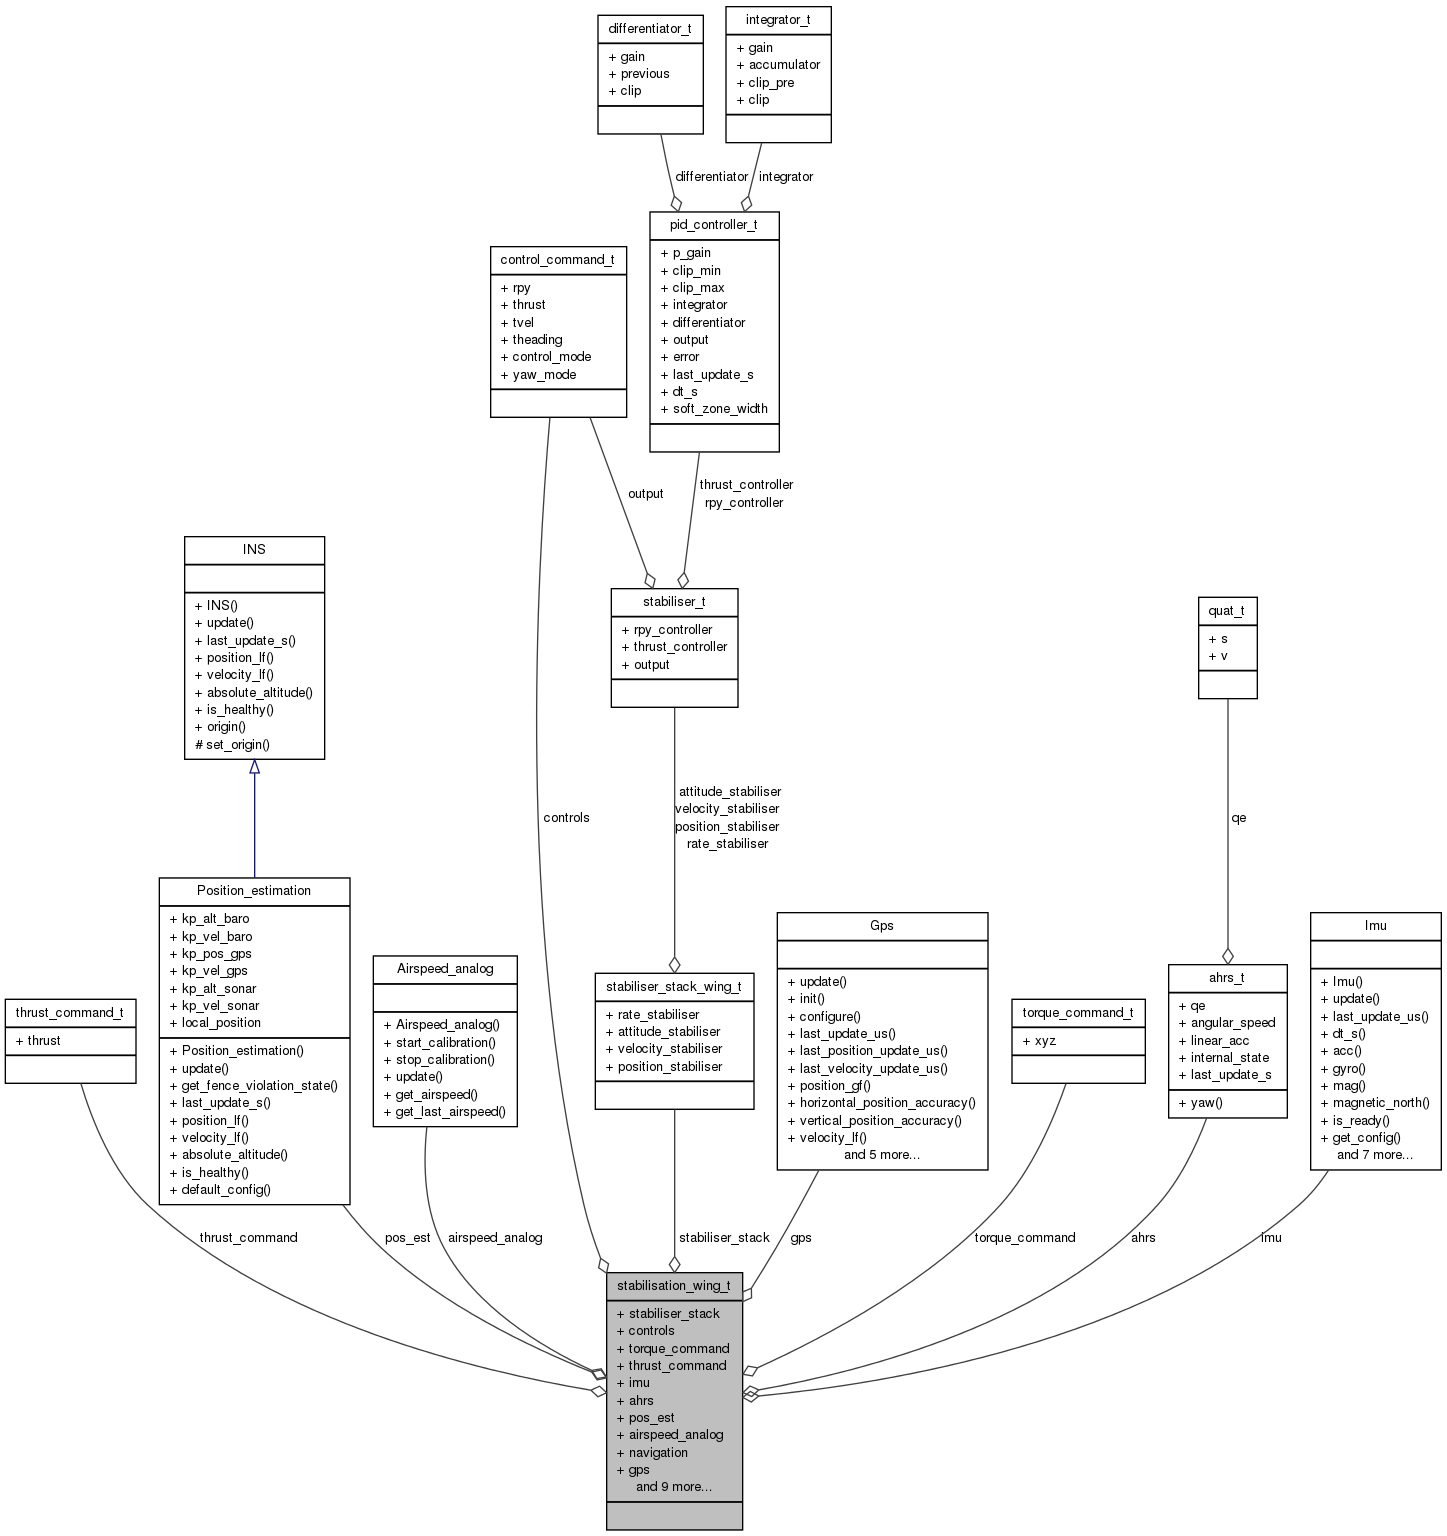 differentiator_t
+ gain
+ previous
+ clip
integrator_t
+ gain
+ accumulator
+ clip_pre
+ clip
differentiator
integrator
pid_controller_t
+ p_gain
+ clip_min
+ clip_max
+ integrator
+ differentiator
+ output
+ error
+ last_update_s
+ dt_s
+ soft_zone_width
control_command_t
+ rpy
+ thrust
+ tvel
+ theading
+ control_mode
+ yaw_mode
output
thrust_controller
rpy_controller
INS
+ INS()
+ update()
+ last_update_s()
+ position_lf()
+ velocity_lf()
+ absolute_altitude()
+ is_healthy()
+ origin()
# set_origin()
stabiliser_t
+ rpy_controller
+ thrust_controller
+ output
quat_t
+ s
+ v
controls
attitude_stabiliser
velocity_stabiliser
position_stabiliser
rate_stabiliser
qe
thrust_command_t
+ thrust
Position_estimation
+ kp_alt_baro
+ kp_vel_baro
+ kp_pos_gps
+ kp_vel_gps
+ kp_alt_sonar
+ kp_vel_sonar
+ local_position
+ Position_estimation()
+ update()
+ get_fence_violation_state()
+ last_update_s()
+ position_lf()
+ velocity_lf()
+ absolute_altitude()
+ is_healthy()
+ default_config()
Airspeed_analog
+ Airspeed_analog()
+ start_calibration()
+ stop_calibration()
+ update()
+ get_airspeed()
+ get_last_airspeed()
stabiliser_stack_wing_t
+ rate_stabiliser
+ attitude_stabiliser
+ velocity_stabiliser
+ position_stabiliser
Gps
+ update()
+ init()
+ configure()
+ last_update_us()
+ last_position_update_us()
+ last_velocity_update_us()
+ position_gf()
+ horizontal_position_accuracy()
+ vertical_position_accuracy()
+ velocity_lf()
and 5 more...
torque_command_t
+ xyz
ahrs_t
+ qe
+ angular_speed
+ linear_acc
+ internal_state
+ last_update_s
+ yaw()
Imu
+ Imu()
+ update()
+ last_update_us()
+ dt_s()
+ acc()
+ gyro()
+ mag()
+ magnetic_north()
+ is_ready()
+ get_config()
and 7 more...
thrust_command
pos_est
airspeed_analog
stabiliser_stack
gps
torque_command
ahrs
imu
stabilisation_wing_t
+ stabiliser_stack
+ controls
+ torque_command
+ thrust_command
+ imu
+ ahrs
+ pos_est
+ airspeed_analog
+ navigation
+ gps
and 9 more...